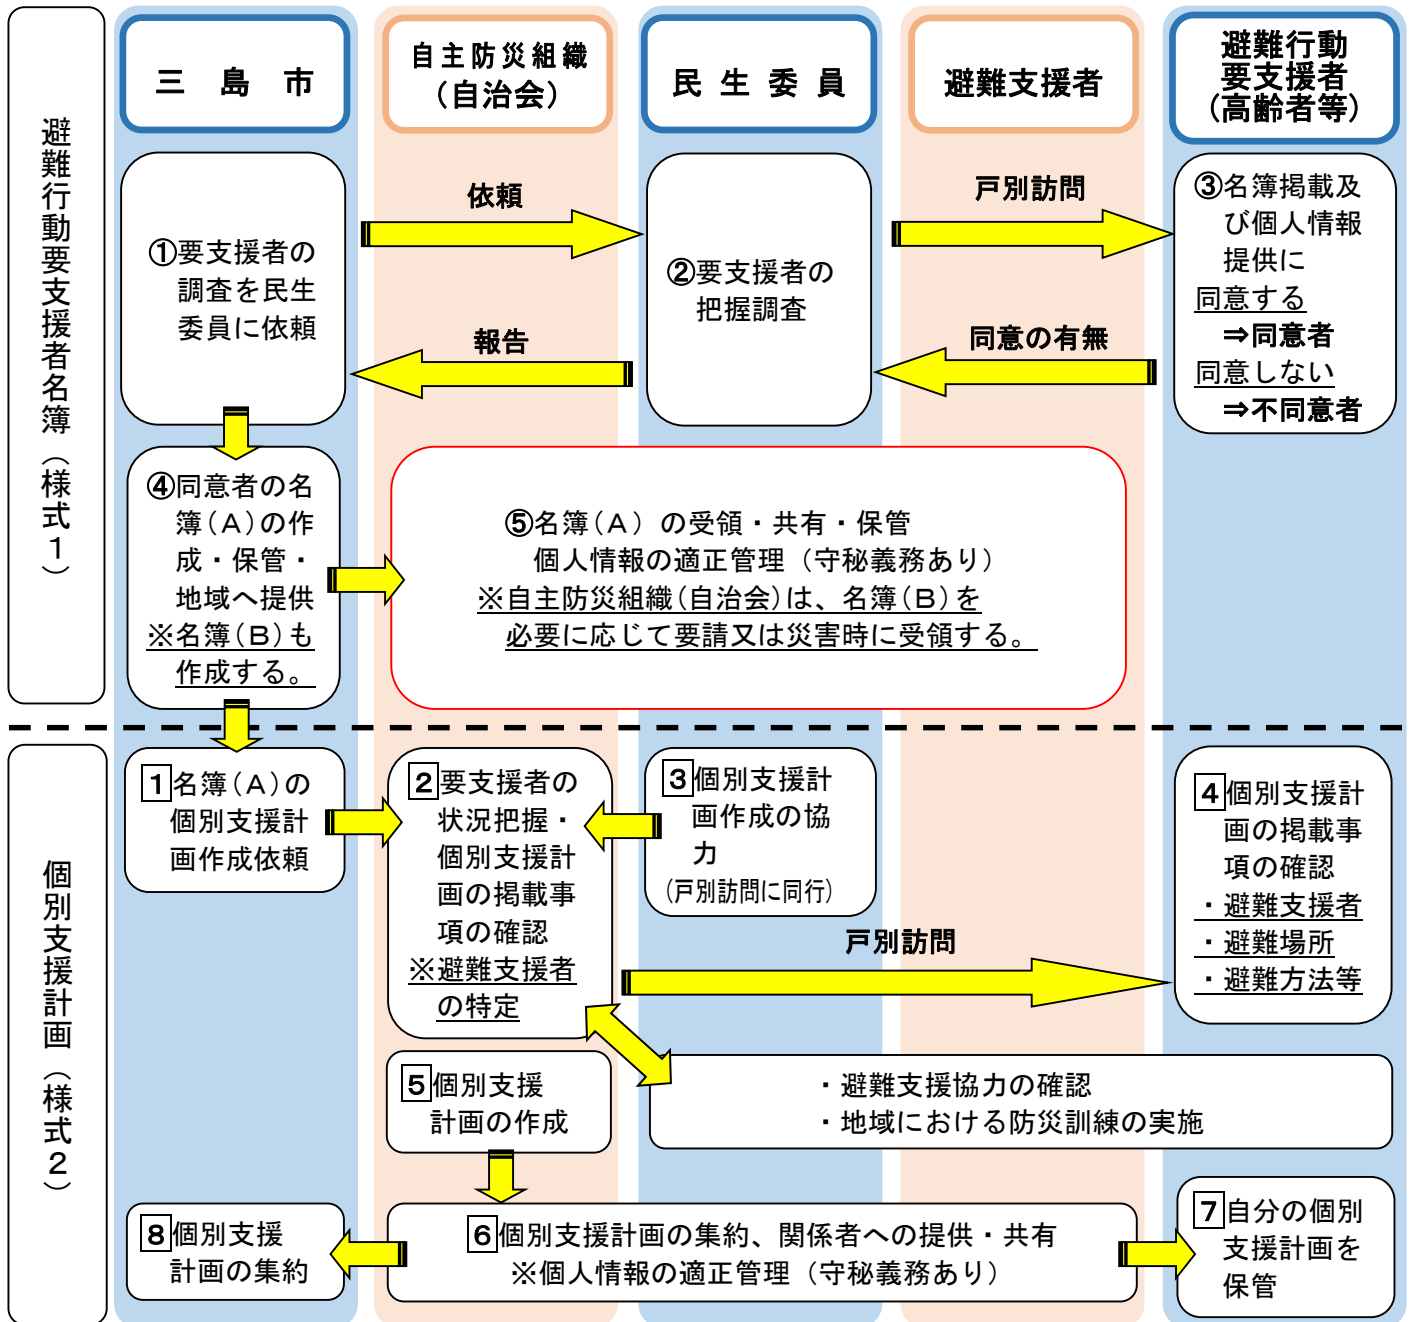 三島市
自主防災組織
（自治会）
民生委員
避難支援者
避難行動
要支援者
（高齢者等）
避難行動要支援者名簿（様式１）
①要支援者の
調査を民生
委員に依頼
依頼
報告
②要支援者の
把握調査
戸別訪問
同意の有無
③名簿掲載及
び個人情報
提供に
同意する
⇒同意者
同意しない
⇒不同意者
④同意者の名
簿（Ａ）の作
成・保管・
地域へ提供
※名簿（Ｂ）も
作成する。
⑤名簿（Ａ）の受領・共有・保管
個人情報の適正管理（守秘義務あり）
※自主防災組織（自治会）は、名簿（Ｂ）を
必要に応じて要請又は災害時に受領する。
個別支援計画（様式２）
1 名簿（Ａ）の
個別支援計
画作成依頼
2 要支援者の
状況把握・
個別支援計
画の掲載事
項の確認
※避難支援者
の特定
3 個別支援計
画作成の協
力
（戸別訪問に同行）
戸別訪問
4 個別支援計
画の掲載事
項の確認
・避難支援者
・避難場所
・避難方法等
5 個別支援
計画の作成
・避難支援協力の確認
・地域における防災訓練の実施
6 個別支援計画の集約、関係者への提供・共有
※個人情報の適正管理（守秘義務あり）
7 自分の個別
支援計画を
保管
8 個別支援
計画の集約